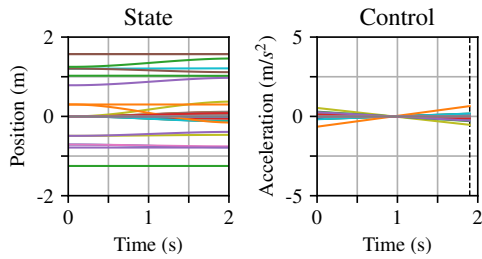 State
Control
2
0
-2
Position (m)
0
1
2
Time (s)
5
0
-5
Acceleration (m/s²)
0
1
2
Time (s)